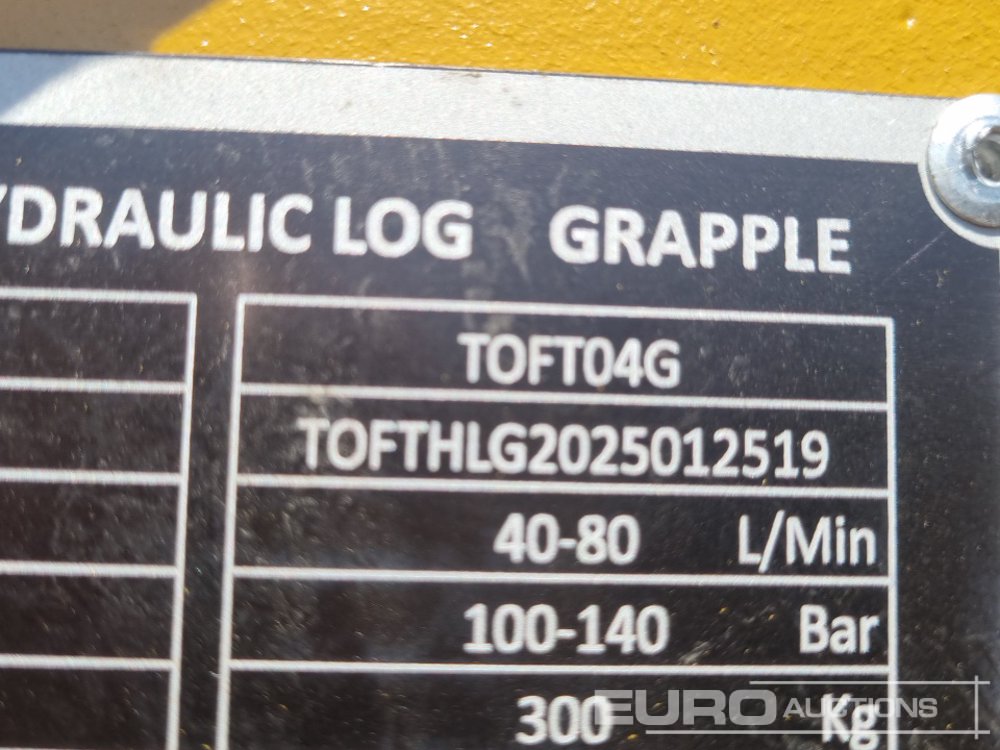 YDRAULIC LOG GRAPPLE
TOFT04G
TOFTHLG2025012519
40-80 L/Min
100-140 Bar
300 Kg
EURO AUCTIONS